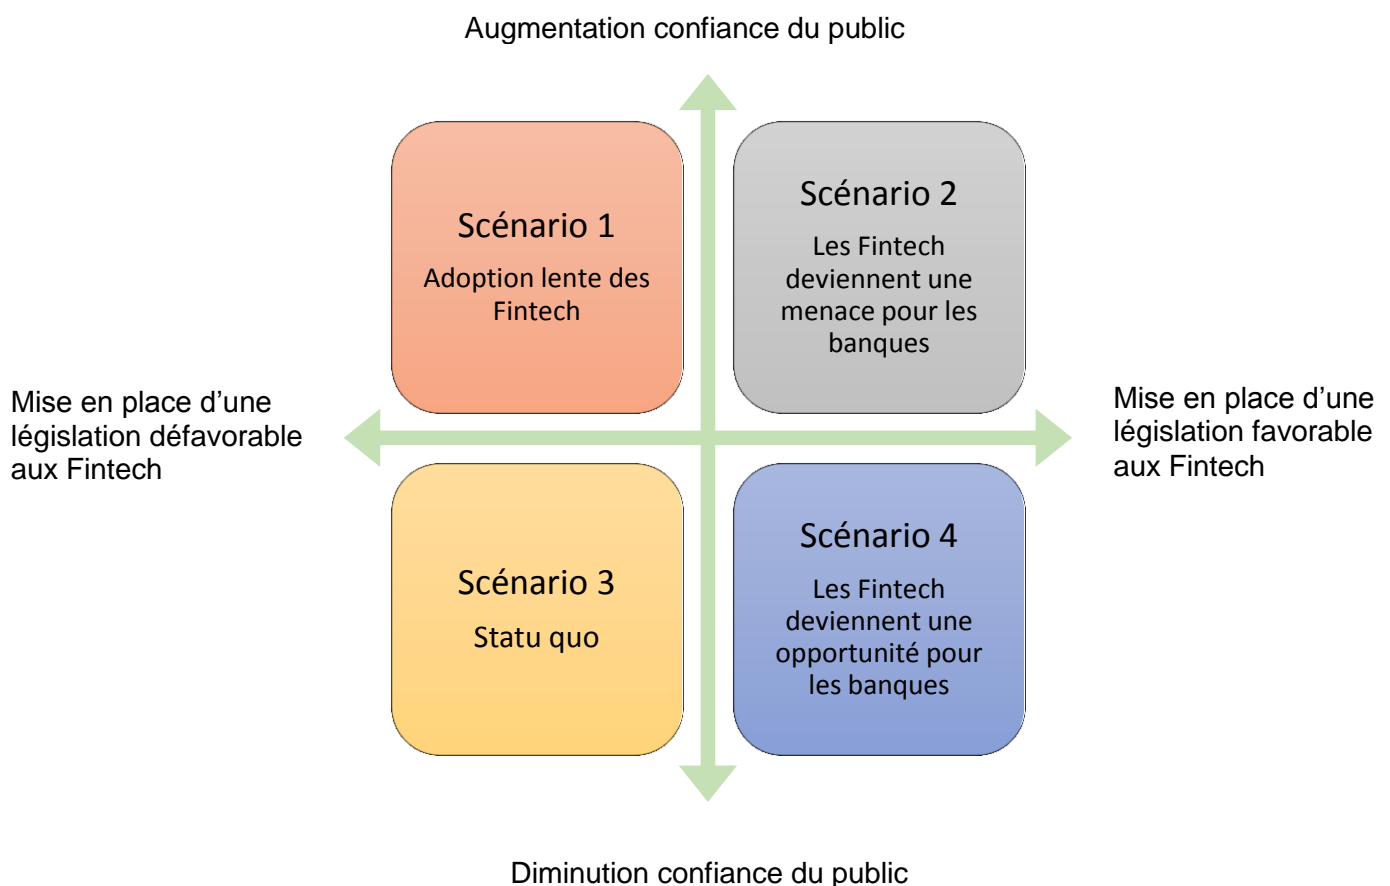 Augmentation confiance du public
Scénario 1
Adoption lente des
Fintech
Scénario 2
Les Fintech
deviennent une
menace pour les
banques
Mise en place d’une
législation défavorable
aux Fintech
Mise en place d’une
législation favorable
aux Fintech
Scénario 3
Statu quo
Scénario 4
Les Fintech
deviennent une
opportunité pour
les banques
Diminution confiance du public